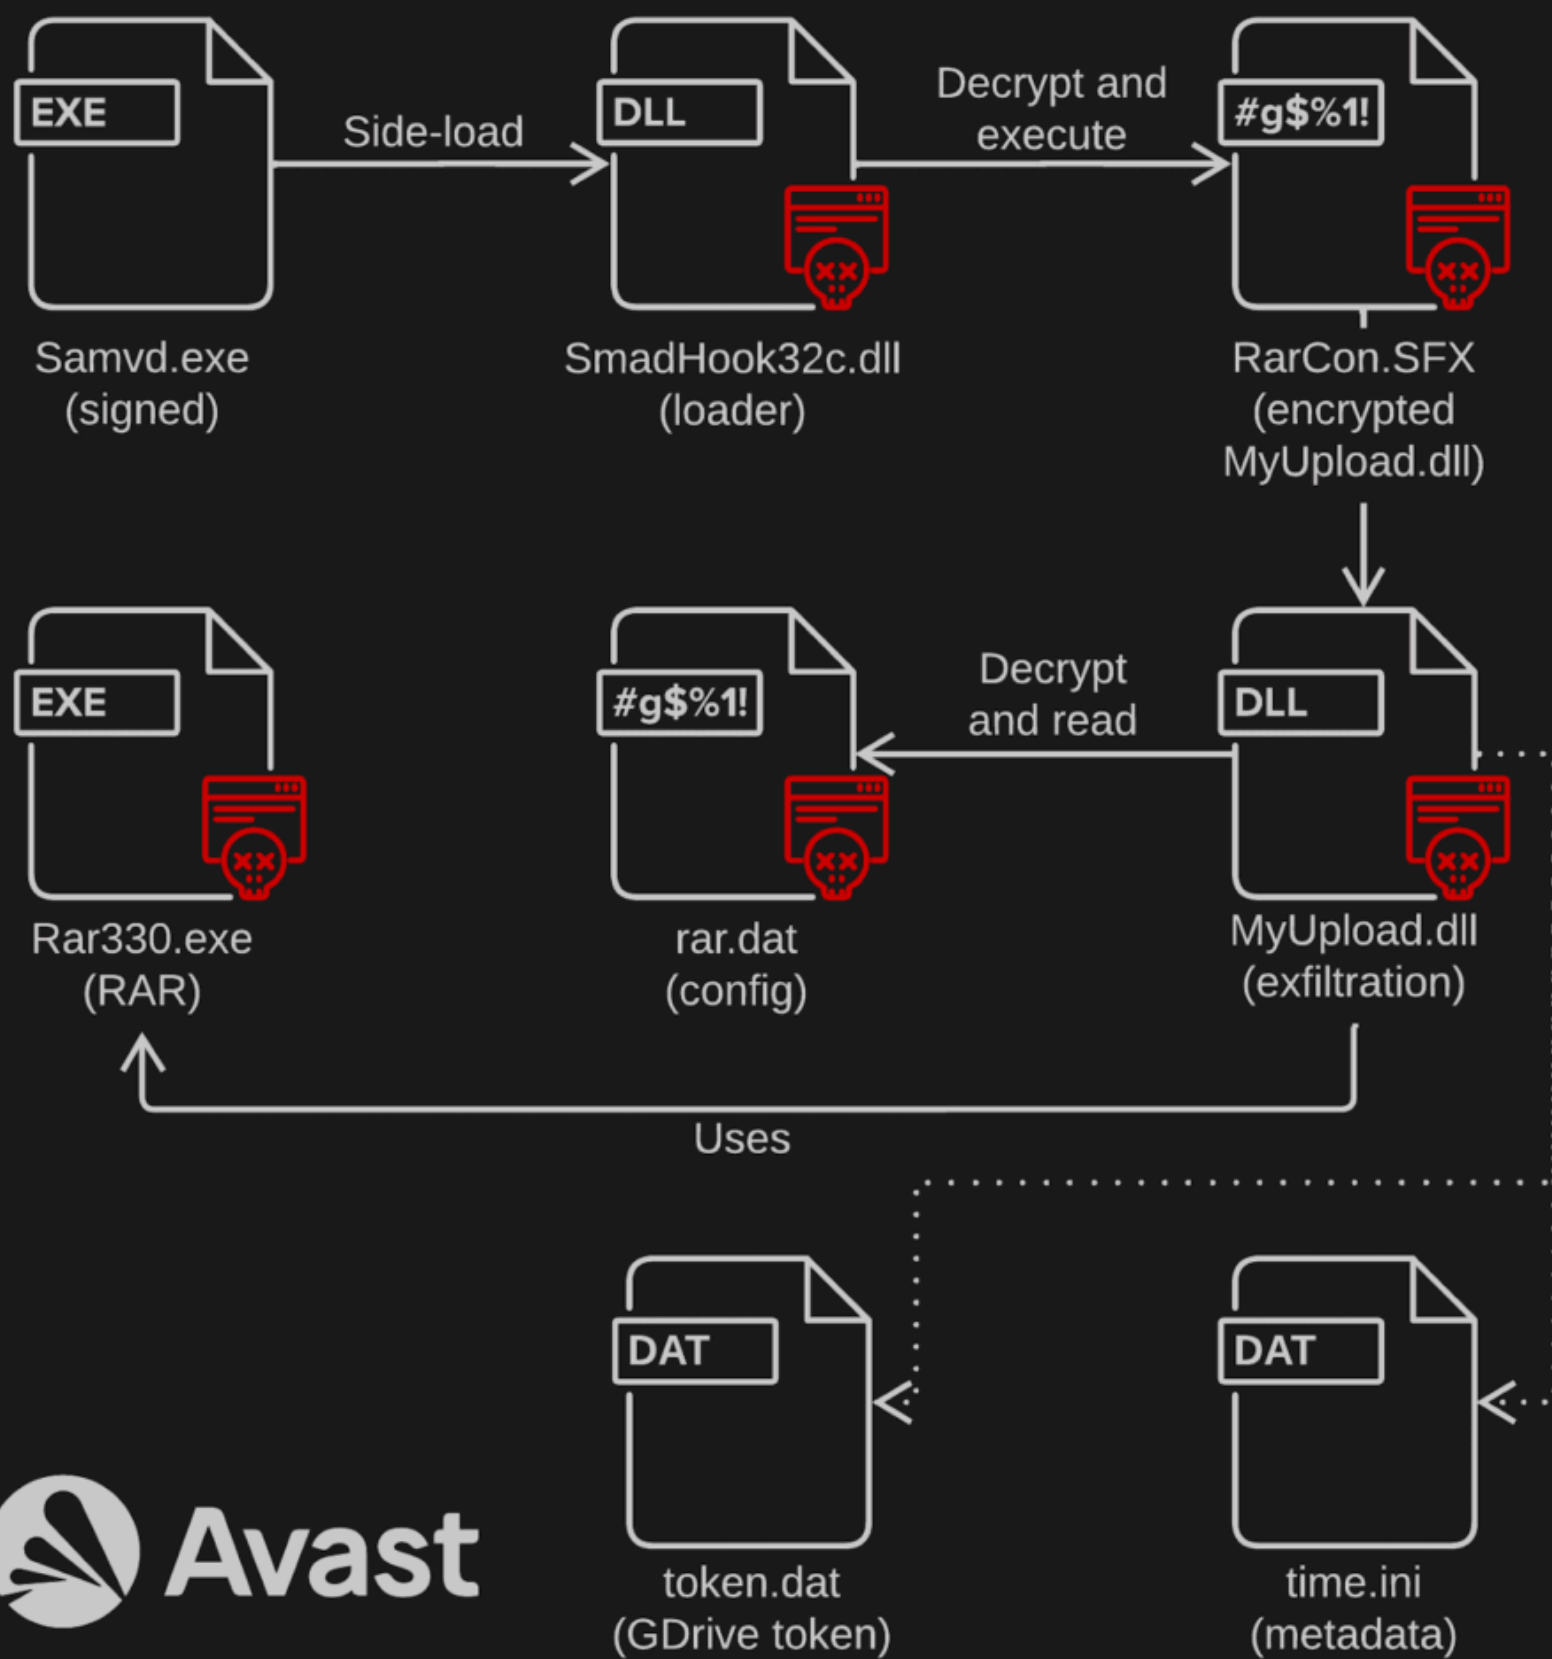 EXE
Side-load
DLL
Decrypt and
execute
#g$%1!
Samvd.exe
(signed)
SmadHook32c.dll
(loader)
RarCon.SFX
(encrypted
MyUpload.dll)
EXE
#g$%1!
Decrypt
and read
DLL
Rar330.exe
(RAR)
rar.dat
(config)
MyUpload.dll
(exfiltration)
Uses
DAT
DAT
Avast
token.dat
(GDrive token)
time.ini
(metadata)